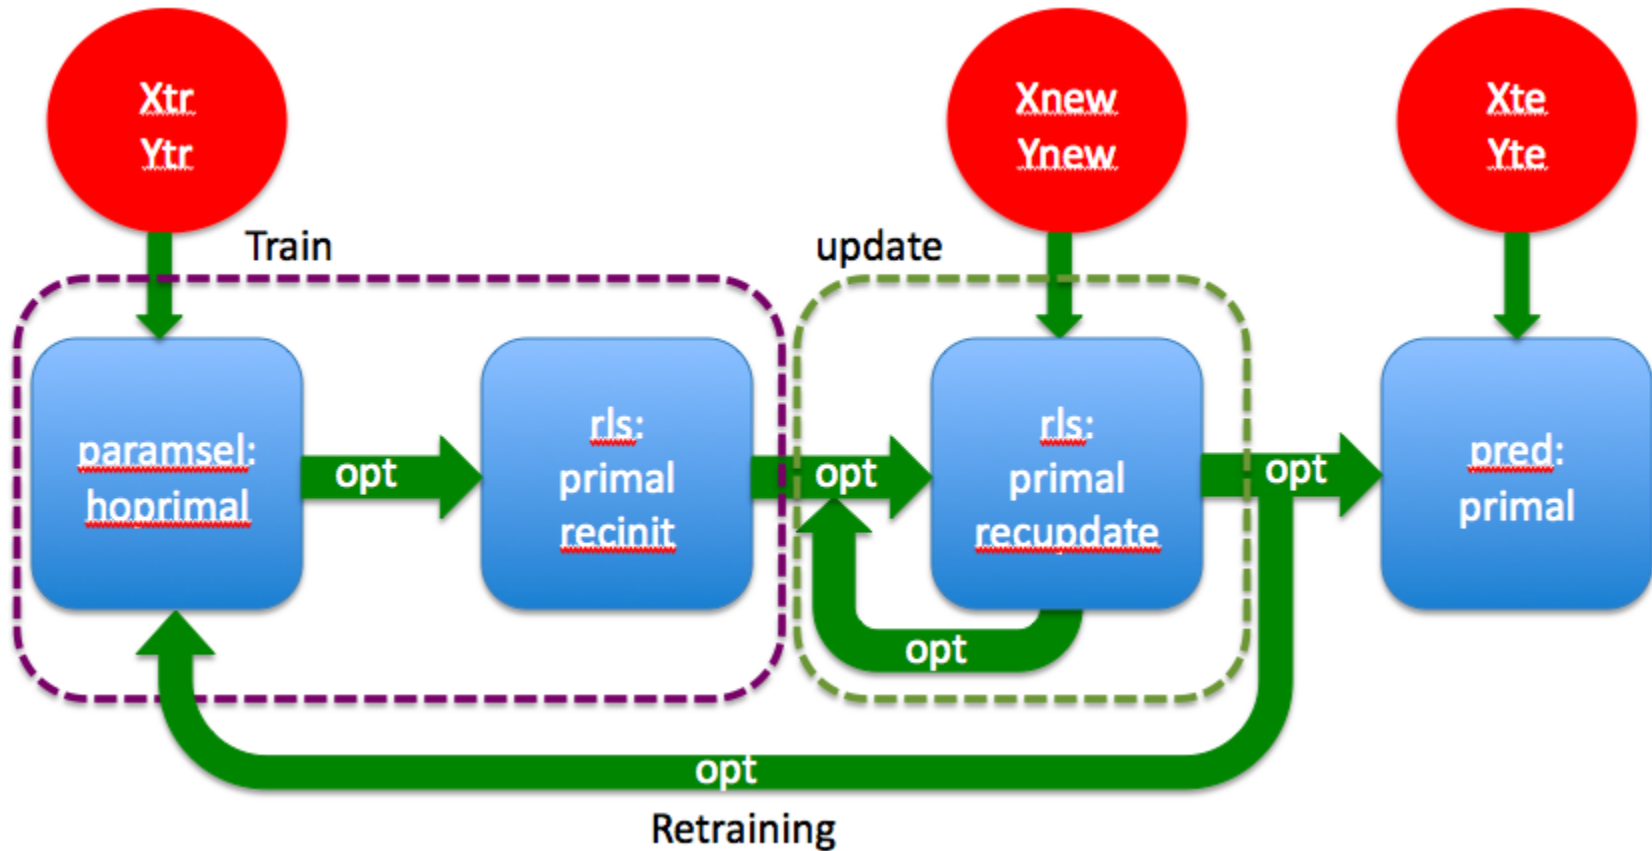 Xtr
Ytr
Xnew
Ynew
Xte
Yte
Train
update
paramsel:
hoprimal
opt
rls:
primal
recinit
opt
rls:
primal
recupdate
opt
pred:
primal
opt
opt
Retraining